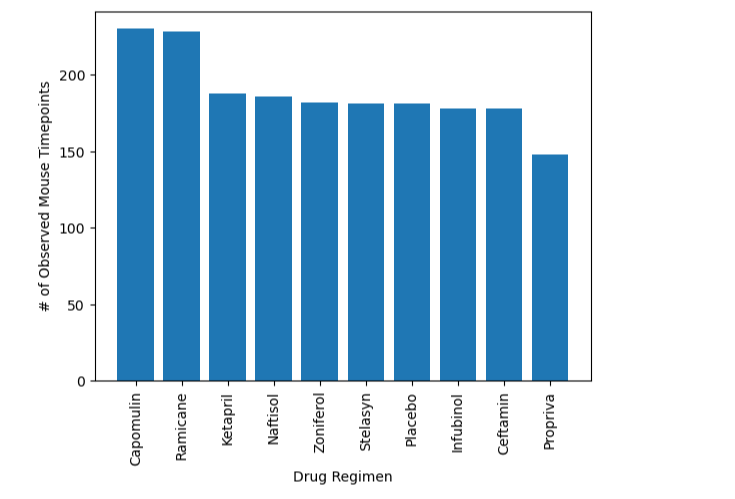 # of Observed Mouse Timepoints
200
150
100
50
0
Capomulin
Ramicane
Ketapril
Naftisol
Zoniferol
Stelasyn
Placebo
Infubinol
Ceftamin
Propriva
Drug Regimen